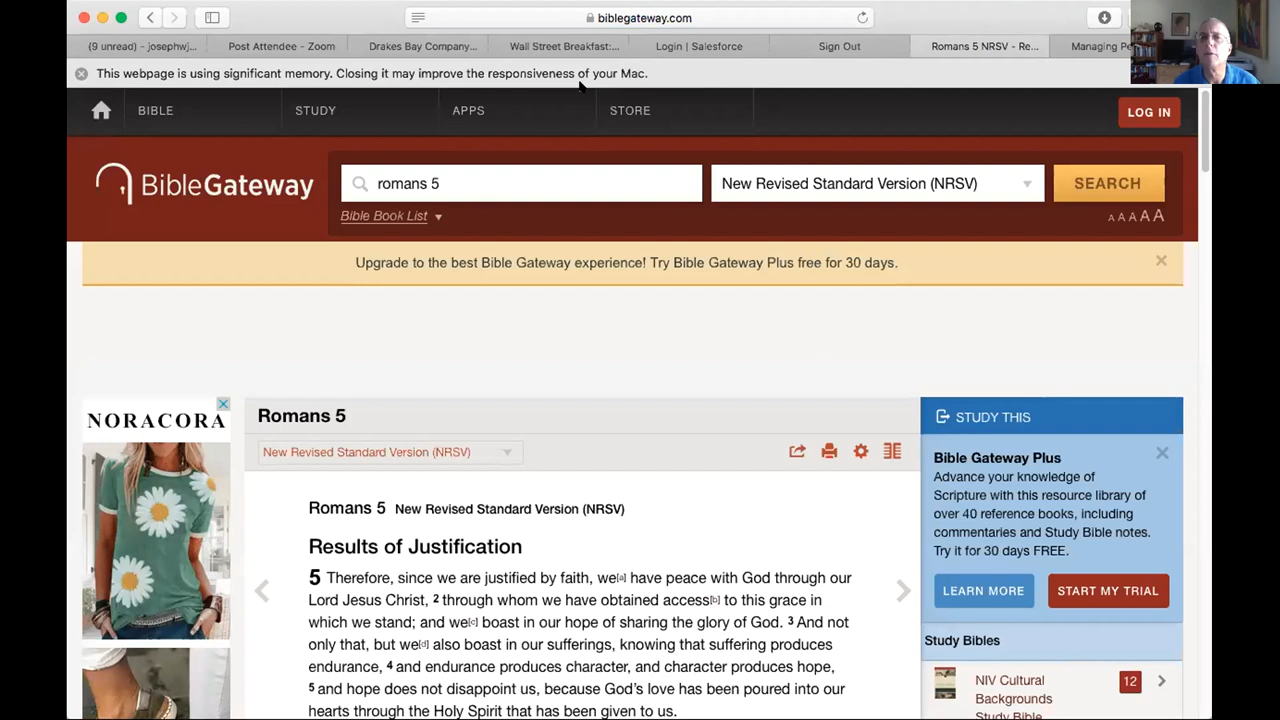 biblegateway.com
(9 unread) - josephwj...
Post Attendee - Zoom
Drakes Bay Company...
Wall Street Breakfast:...
Login | Salesforce
Sign Out
Romans 5 NRSV - Re...
Managing Pe
This webpage is using significant memory. Closing it may improve the responsiveness of your Mac.
BIBLE
STUDY
APPS
STORE
LOG IN
BibleGateway
romans 5
New Revised Standard Version (NRSV)
SEARCH
Bible Book List
A A A A A
Upgrade to the best Bible Gateway experience! Try Bible Gateway Plus free for 30 days.
NORACORA
Romans 5
New Revised Standard Version (NRSV)
Romans 5 New Revised Standard Version (NRSV)
Results of Justification
5 Therefore, since we are justified by faith, we[a] have peace with God through our
Lord Jesus Christ, 2 through whom we have obtained access[b] to this grace in
which we stand; and we[c] boast in our hope of sharing the glory of God. 3 And not
only that, but we[d] also boast in our sufferings, knowing that suffering produces
endurance, 4 and endurance produces character, and character produces hope,
5 and hope does not disappoint us, because God's love has been poured into our
hearts through the Holy Spirit that has been given to us.
STUDY THIS
Bible Gateway Plus
Advance your knowledge of
Scripture with this resource library of
over 40 reference books, including
commentaries and Study Bible notes.
Try it for 30 days FREE.
LEARN MORE
START MY TRIAL
Study Bibles
NIV Cultural
Backgrounds
Study Bible
12